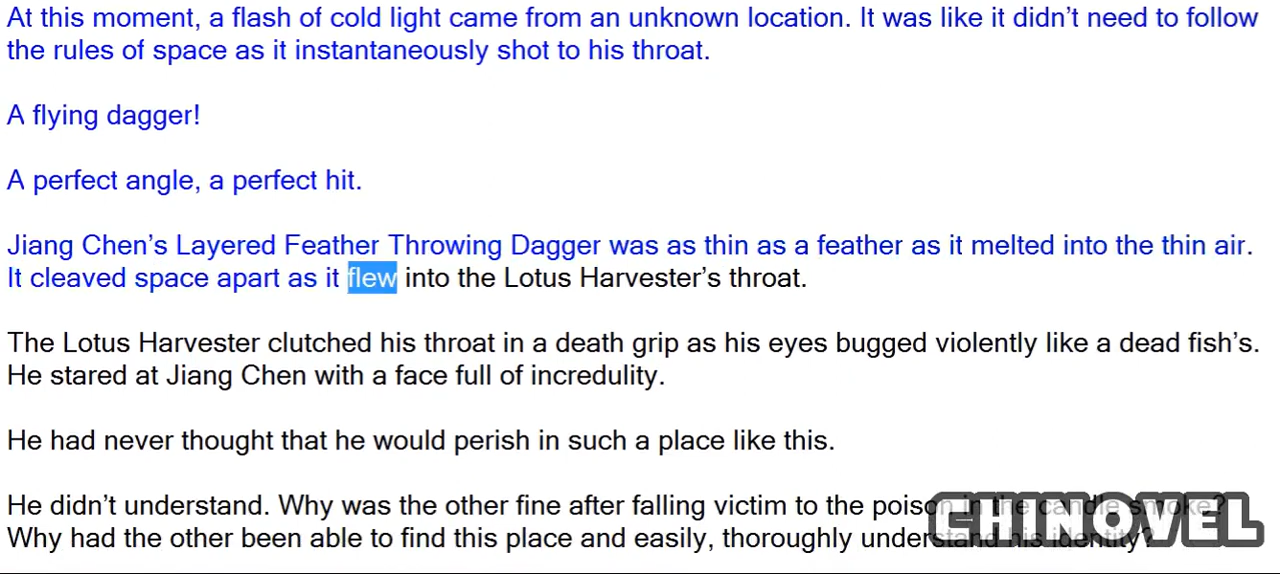 At this moment, a flash of cold light came from an unknown location. It was like it didn’t need to follow
the rules of space as it instantaneously shot to his throat.
A flying dagger!
A perfect angle, a perfect hit.
Jiang Chen’s Layered Feather Throwing Dagger was as thin as a feather as it melted into the thin air.
It cleaved space apart as it flew into the Lotus Harvester’s throat.
The Lotus Harvester clutched his throat in a death grip as his eyes bugged violently like a dead fish’s.
He stared at Jiang Chen with a face full of incredulity.
He had never thought that he would perish in such a place like this.
He didn’t understand. Why was the other fine after falling victim to the poison in the candle smoke?
Why had the other been able to find this place and easily, thoroughly understand his identity?
CHINOVEL